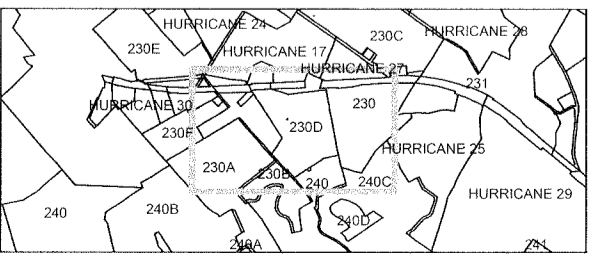 HURRICANE 24
230E
HURRICANE 17
230C
HURRICANE 28
HURRICANE 27
231
HURRICANE 30
230
230F
230D
HURRICANE 25
230A
230B
240
240C
HURRICANE 29
240
240B
240D
240A
241